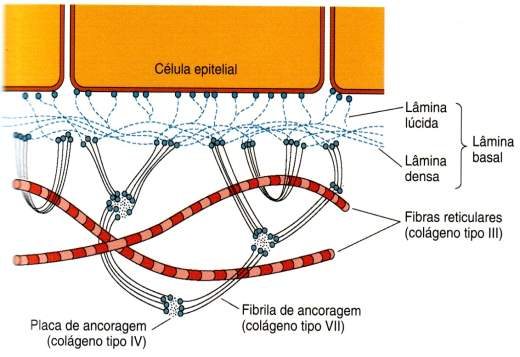 Célula epitelial
Lâmina
lúcida
Lâmina
basal
Lâmina
densa
Fibras reticulares
(colágeno tipo III)
Fibrila de ancoragem
(colágeno tipo VII)
Placa de ancoragem
(colágeno tipo IV)